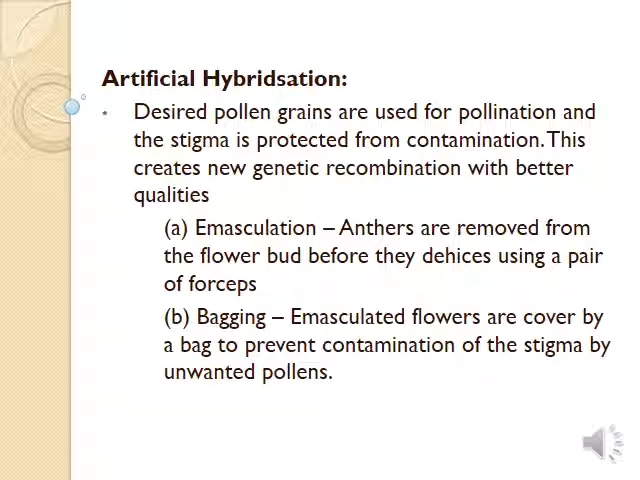 Artificial Hybridsation:
* Desired pollen grains are used for pollination and
the stigma is protected from contamination. This
creates new genetic recombination with better
qualities
(a) Emasculation – Anthers are removed from
the flower bud before they dehices using a pair
of forceps
(b) Bagging – Emasculated flowers are cover by
a bag to prevent contamination of the stigma by
unwanted pollens.